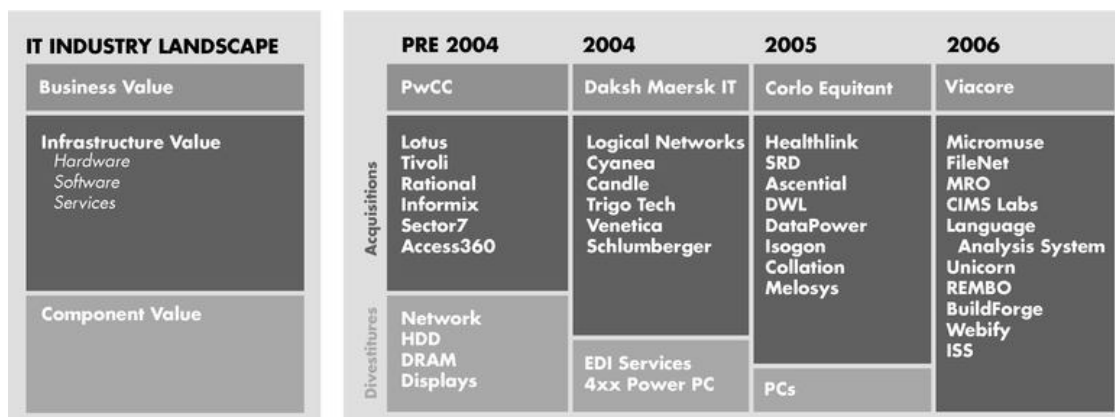 IT INDUSTRY LANDSCAPE
Business Value
Infrastructure Value
Hardware
Software
Services
Component Value
Acquisitions
Divestitures
PRE 2004
PwCC
Lotus
Tivoli
Rational
Informix
Sector7
Access360
Network
HDD
DRAM
Displays
2004
Daksh Maersk IT
Logical Networks
Cyanea
Candle
Trigo Tech
Venetica
Schlumberger
EDI Services
4xx Power PC
2005
Corlo Equitant
Healthlink
SRD
Ascential
DWL
DataPower
Isogon
Collation
Melosys
PCs
2006
Viacore
Micromuse
FileNet
MRO
CIMS Labs
Language
Analysis System
Unicorn
REMBO
BuildForge
Webify
ISS